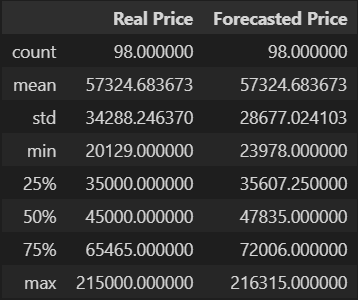 Real Price Forecasted Price
count 98.000000 98.000000
mean 57324.683673 57324.683673
std 34288.246370 28677.024103
min 20129.000000 23978.000000
25% 35000.000000 35607.250000
50% 45000.000000 47835.000000
75% 65465.000000 72006.000000
max 215000.000000 216315.000000